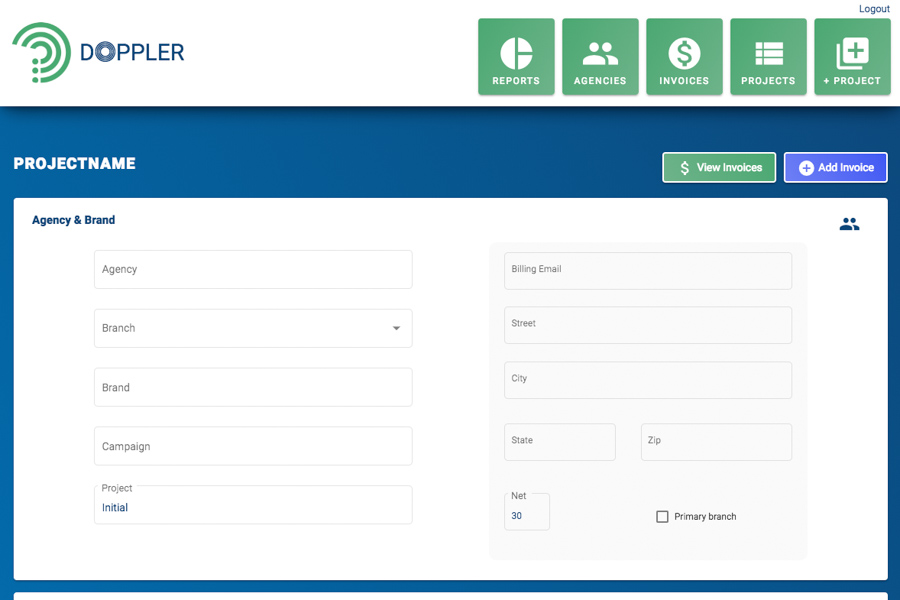 Logout
DOPPLER
REPORTS
AGENCIES
INVOICES
PROJECTS
+ PROJECT
PROJECTNAME
View Invoices
Add Invoice
Agency & Brand
Agency
Branch
Brand
Campaign
Project
Initial
Billing Email
Street
City
State
Zip
Net
30
Primary branch